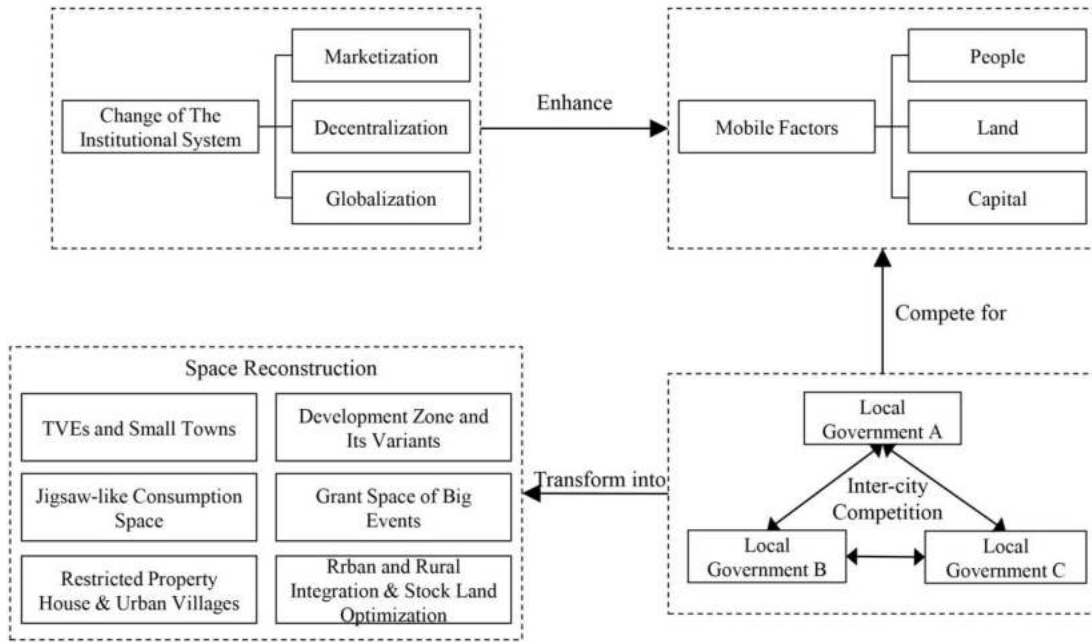 Change of The
Institutional System
Marketization
Decentralization
Globalization
Enhance
Mobile Factors
People
Land
Capital
Compete for
Local
Government A
Inter-city
Competition
Local
Government B
Local
Government C
Transform into
Space Reconstruction
TVEs and Small Towns
Development Zone and
Its Variants
Jigsaw-like Consumption
Space
Grant Space of Big
Events
Restricted Property
House & Urban Villages
Rrban and Rural
Integration & Stock Land
Optimization